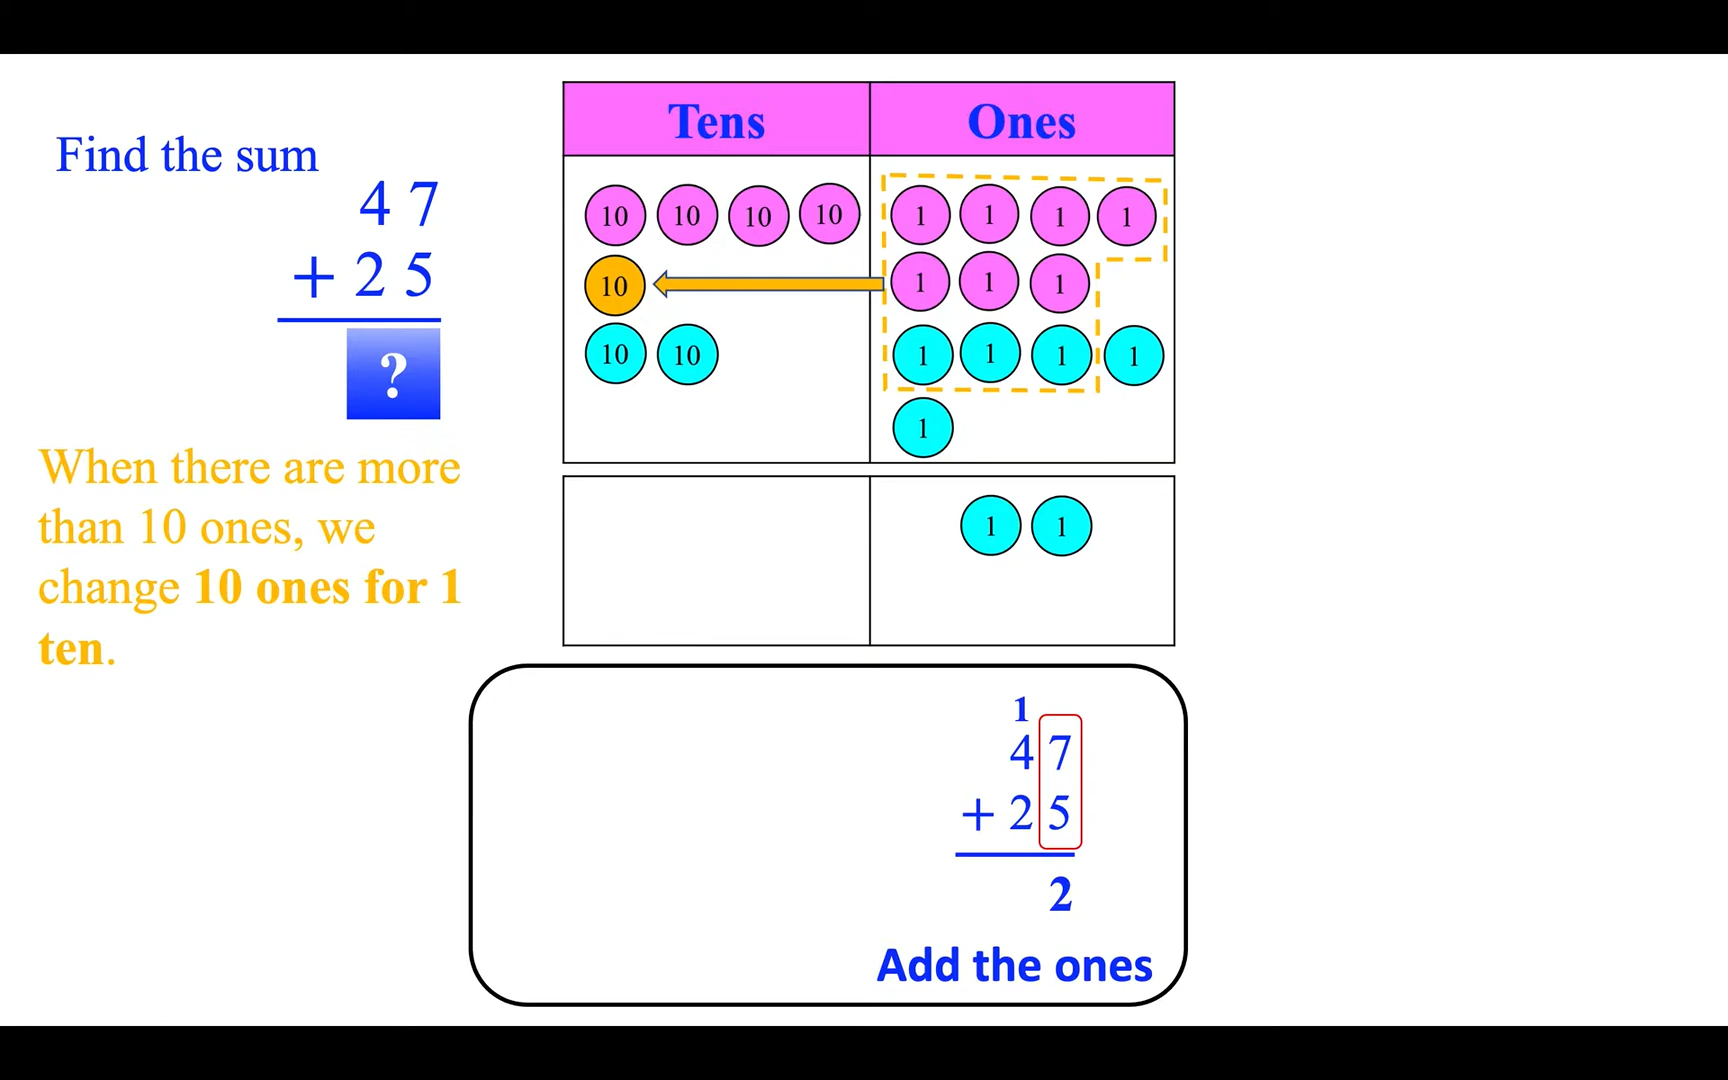 Find the sum
4 7
+ 2 5
?
When there are more
than 10 ones, we
change 10 ones for 1
ten.
Tens Ones
10 10 10 10 1 1 1 1
10 1 1 1
10 10 1 1 1 1
1
1 1
1
4 7
+ 2 5
2
Add the ones